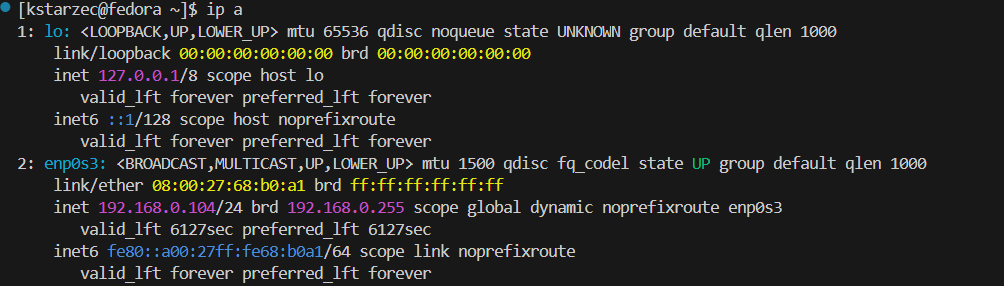 [kstarzec@fedora ~]$ ip a
1: lo: <LOOPBACK,UP,LOWER_UP> mtu 65536 qdisc noqueue state UNKNOWN group default qlen 1000
link/loopback 00:00:00:00:00:00 brd 00:00:00:00:00:00
inet 127.0.0.1/8 scope host lo
valid_lft forever preferred_lft forever
inet6 ::1/128 scope host noprefixroute
valid_lft forever preferred_lft forever
2: enp0s3: <BROADCAST,MULTICAST,UP,LOWER_UP> mtu 1500 qdisc fq_codel state UP group default qlen 1000
link/ether 08:00:27:68:b0:a1 brd ff:ff:ff:ff:ff:ff
inet 192.168.0.104/24 brd 192.168.0.255 scope global dynamic noprefixroute enp0s3
valid_lft 6127sec preferred_lft 6127sec
inet6 fe80::a00:27ff:fe68:b0a1/64 scope link noprefixroute
valid_lft forever preferred_lft forever